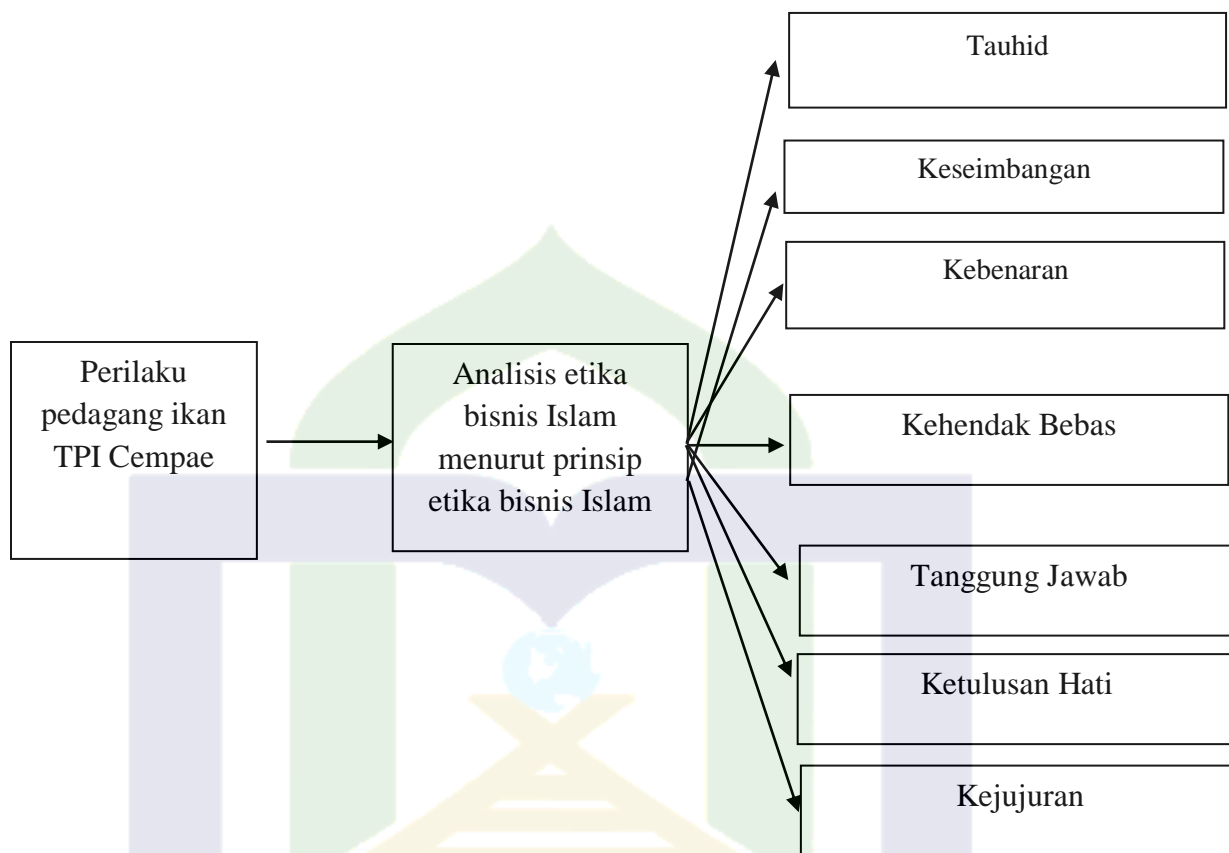 Perilaku
pedagang ikan
TPI Cempae
Analisis etika
bisnis Islam
menurut prinsip
etika bisnis Islam
Tauhid
Keseimbangan
Kebenaran
Kehendak Bebas
Tanggung Jawab
Ketulusan Hati
Kejujuran